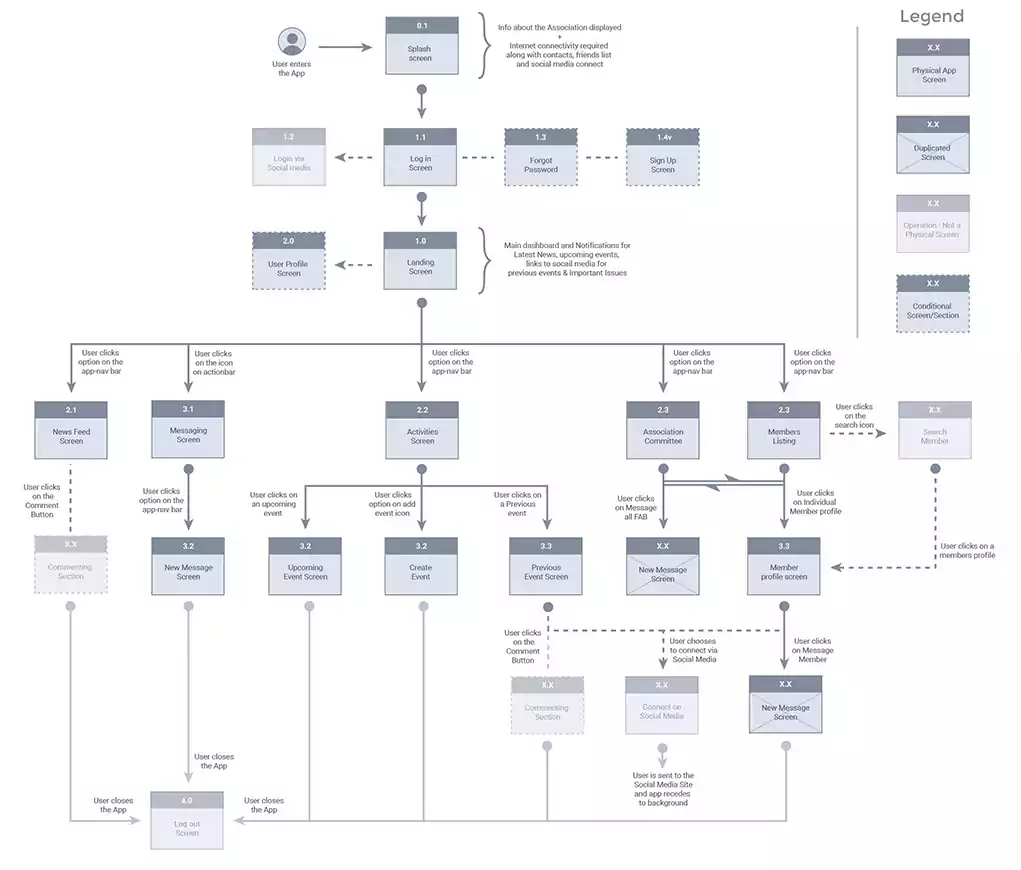 Legend
0.1
Splash
screen
User enters
the App
Info about the Association displayed
+
Internet connectivity required
along with contacts, friends list
and social media connect
X.X
Physical App
Screen
X.X
Duplicated
Screen
X.X
Operation - Not a
Physical Screen
X.X
Conditional
Screen/Section
1.2
Login via
Social media
1.1
Log in
Screen
1.3
Forgot
Password
1.4v
Sign Up
Screen
2.0
User Profile
Screen
1.0
Landing
Screen
Main dashboard and Notifications for
Latest News, upcoming events,
links to socail media for
previous events & Important Issues
User clicks
option on the
app-nav bar
User clicks
on the icon
on actionbar
User clicks
option on the
app-nav bar
User clicks
option on the
app-nav bar
User clicks
option on the
app-nav bar
2.1
News Feed
Screen
3.1
Messaging
Screen
2.2
Activities
Screen
2.3
Association
Committee
2.3
Members
Listing
User clicks
on the
search icon
X.X
Search
Member
User clicks
on the
Comment
Button
User clicks
option on the
app-nav bar
User clicks on
an upcoming
event
User clicks
option on add
event icon
User clicks on
a Previous
event
User clicks
on Message
all FAB
User clicks
on Individual
Member profile
User clicks on a
members profile
X.X
Commenting
Section
3.2
New Message
Screen
3.2
Upcoming
Event Screen
3.2
Create
Event
3.3
Previous
Event Screen
X.X
New Message
Screen
3.3
Member
profile screen
User clicks
on the
Comment
Button
User chooses
to connect via
Social Media
User clicks
on Message
Member
X.X
Commenting
Section
X.X
Connect on
Social Media
X.X
New Message
Screen
User closes
the App
User is sent to the
Social Media Site
and app recedes
to background
User closes
the App
4.0
Log out
Screen
User closes
the App